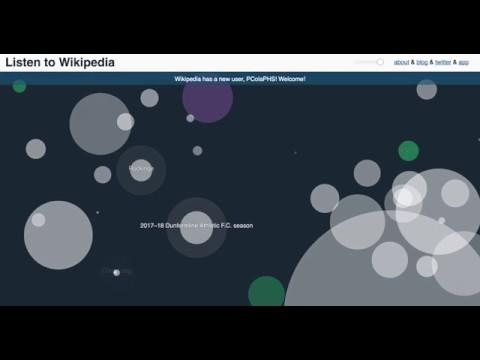 Listen to Wikipedia
about & blog & twitter & app
Wikipedia has a new user, PColaPHS! Welcome!
2017–18 Dunfermline Athletic F.C. season